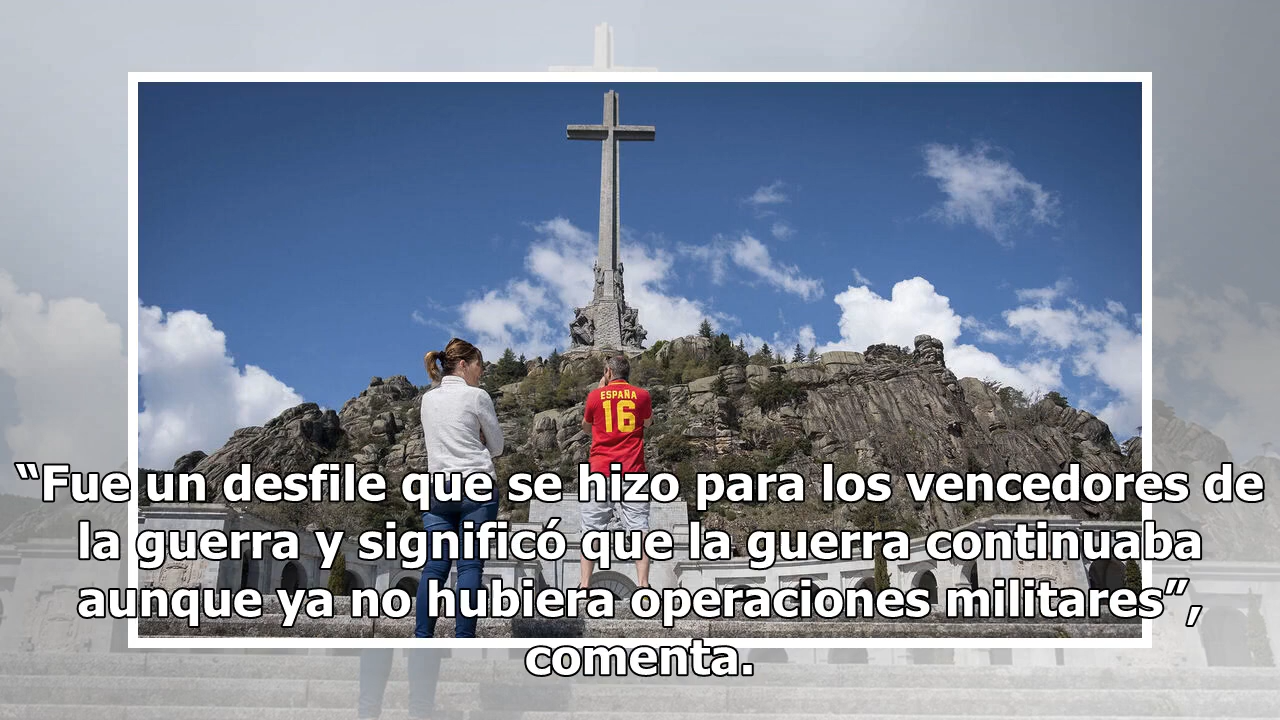 ESPAÑA
16
“Fue un desfile que se hizo para los vencedores de
la guerra y significó que la guerra continuaba
aunque ya no hubiera operaciones militares”,
comenta.